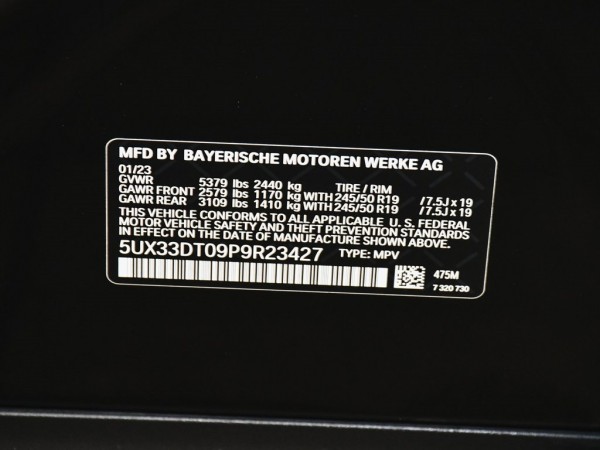 MFD BY BAYERISCHE MOTOREN WERKE AG
01/23
GVWR 5379 lbs 2440 kg TIRE / RIM
GAWR FRONT 2579 lbs 1170 kg WITH 245/50 R19 /7.5J x 19
GAWR REAR 3109 lbs 1410 kg WITH 245/50 R19 /7.5J x 19
THIS VEHICLE CONFORMS TO ALL APPLICABLE U. S. FEDERAL
MOTOR VEHICLE SAFETY AND THEFT PREVENTION STANDARDS
IN EFFECT ON THE DATE OF MANUFACTURE SHOWN ABOVE.
5UX33DT09P9R23427 TYPE: MPV
475M
7 320 730